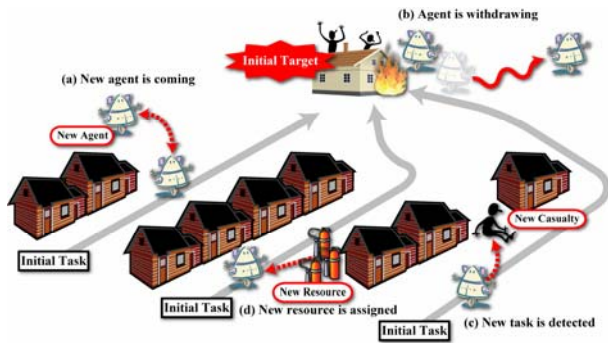 (b) Agent is withdrawing
Initial Target
(a) New agent is coming
New Agent
New Casualty
Initial Task
New Resource
Initial Task
(d) New resource is assigned
(c) New task is detected
Initial Task